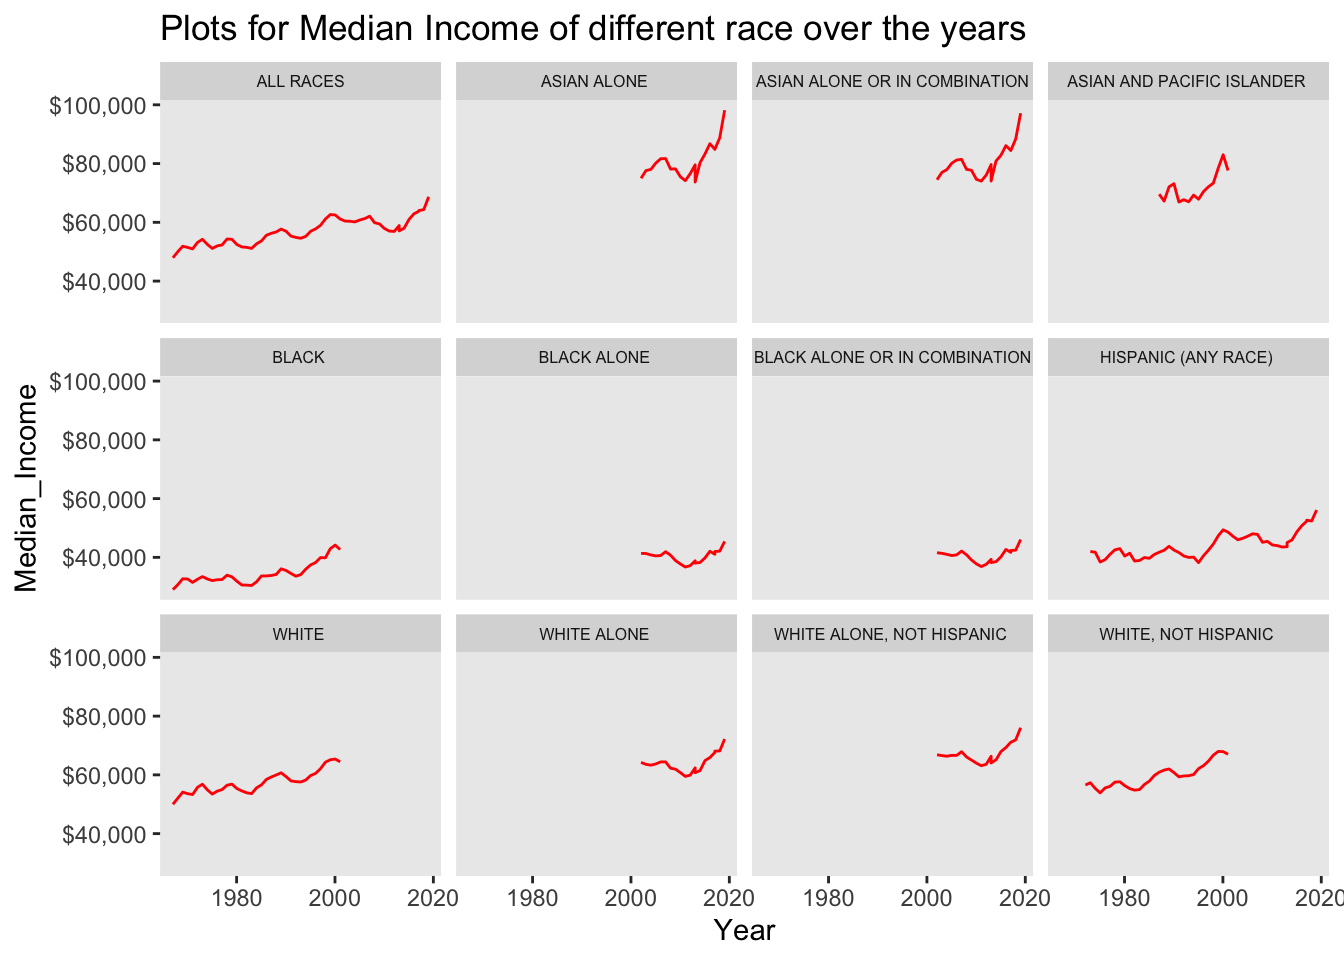 Plots for Median Income of different race over the years
ALL RACES
ASIAN ALONE
ASIAN ALONE OR IN COMBINATION
ASIAN AND PACIFIC ISLANDER
$100,000
$80,000
$60,000
$40,000
BLACK
BLACK ALONE
BLACK ALONE OR IN COMBINATION
HISPANIC (ANY RACE)
$100,000
$80,000
$60,000
$40,000
Median_Income
WHITE
WHITE ALONE
WHITE ALONE, NOT HISPANIC
WHITE, NOT HISPANIC
$100,000
$80,000
$60,000
$40,000
1980 2000 2020 1980 2000 2020 1980 2000 2020 1980 2000 2020
Year